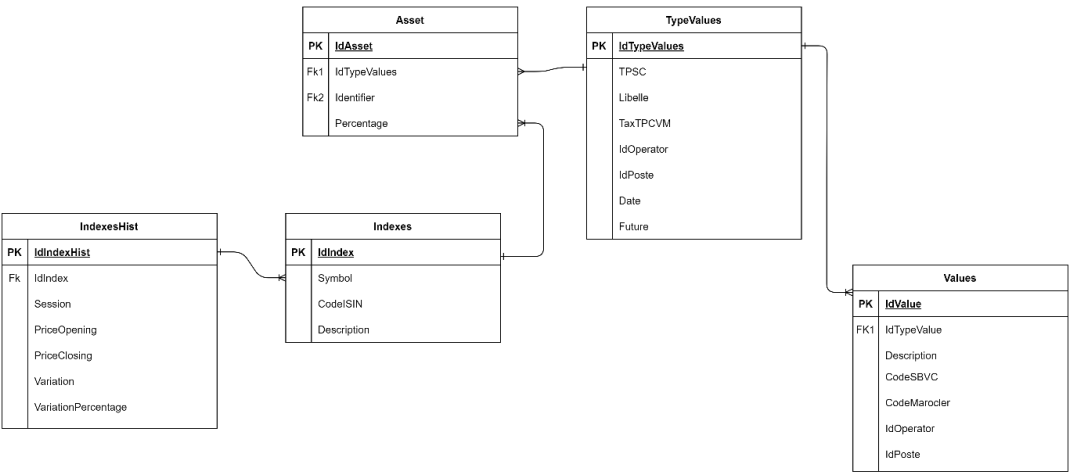 Asset
PK IdAsset
Fk1 IdTypeValues
Fk2 Identifier
Percentage
TypeValues
PK IdTypeValues
TPSC
Libelle
TaxTPCVM
IdOperator
IdPoste
Date
Future
IndexesHist
PK IdIndexHist
Fk IdIndex
Session
PriceOpening
PriceClosing
Variation
VariationPercentage
Indexes
PK IdIndex
Symbol
CodeISIN
Description
Values
PK IdValue
FK1 IdTypeValue
Description
CodeSBVC
CodeMarocler
IdOperator
IdPoste